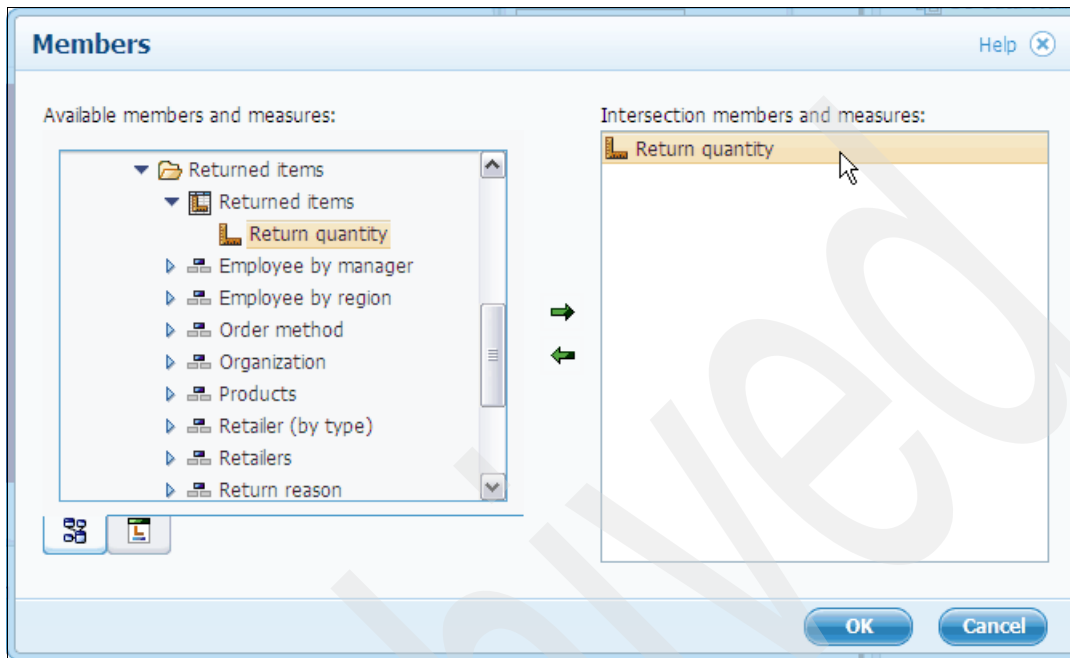 Members
Help
Available members and measures:
Returned items
Returned items
Return quantity
Employee by manager
Employee by region
Order method
Organization
Products
Retailer (by type)
Retailers
Return reason
Intersection members and measures:
Return quantity
OK
Cancel